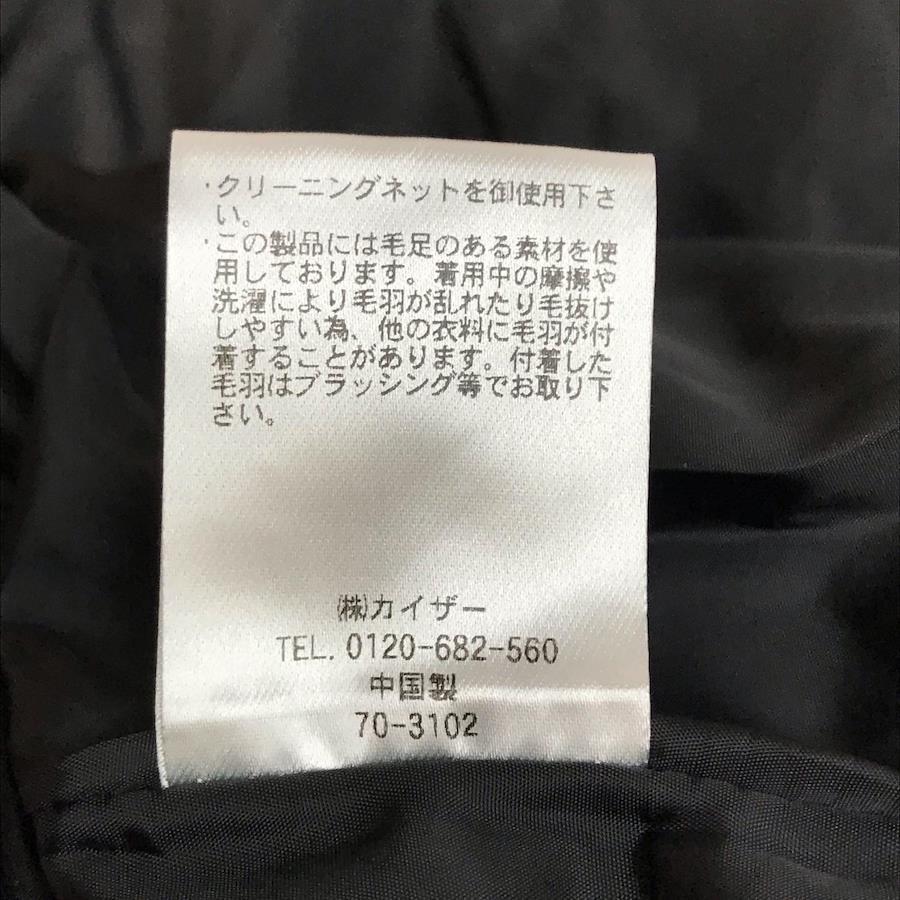 ・クリーニングネットを御使用下さ
い。
・この製品には毛足のある素材を使
用しております。着用中の摩擦や
洗濯により毛羽が乱れたり毛抜け
しやすい為、他の衣料に毛羽が付
着することがあります。付着した
毛羽はブラッシング等でお取り下
さい。
㈱カイザー
TEL. 0120-682-560
中国製
70-3102